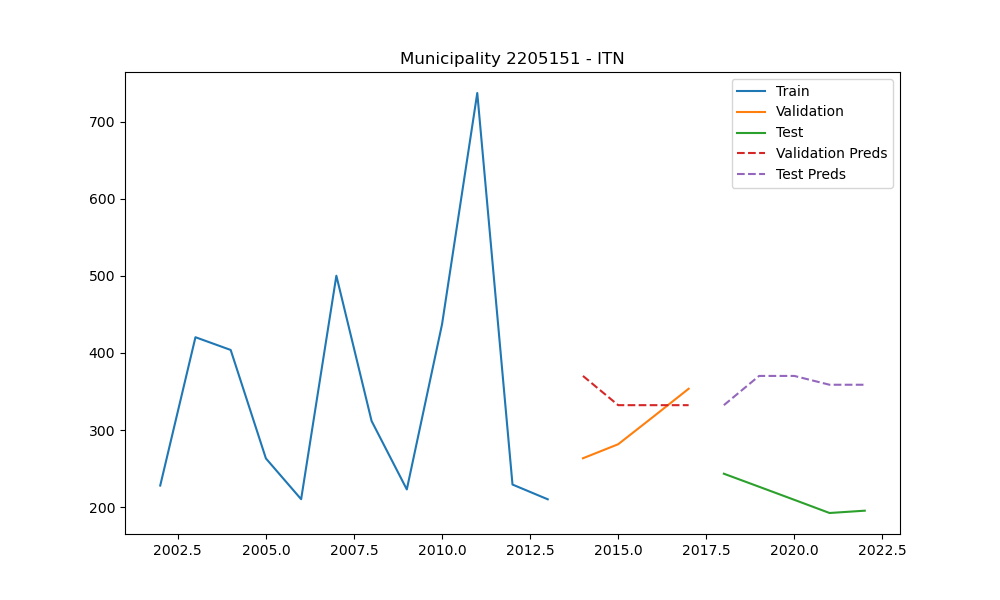 Municipality 2205151 - ITN
Train
Validation
Test
Validation Preds
Test Preds
700
600
500
400
300
200
2002.5 2005.0 2007.5 2010.0 2012.5 2015.0 2017.5 2020.0 2022.5